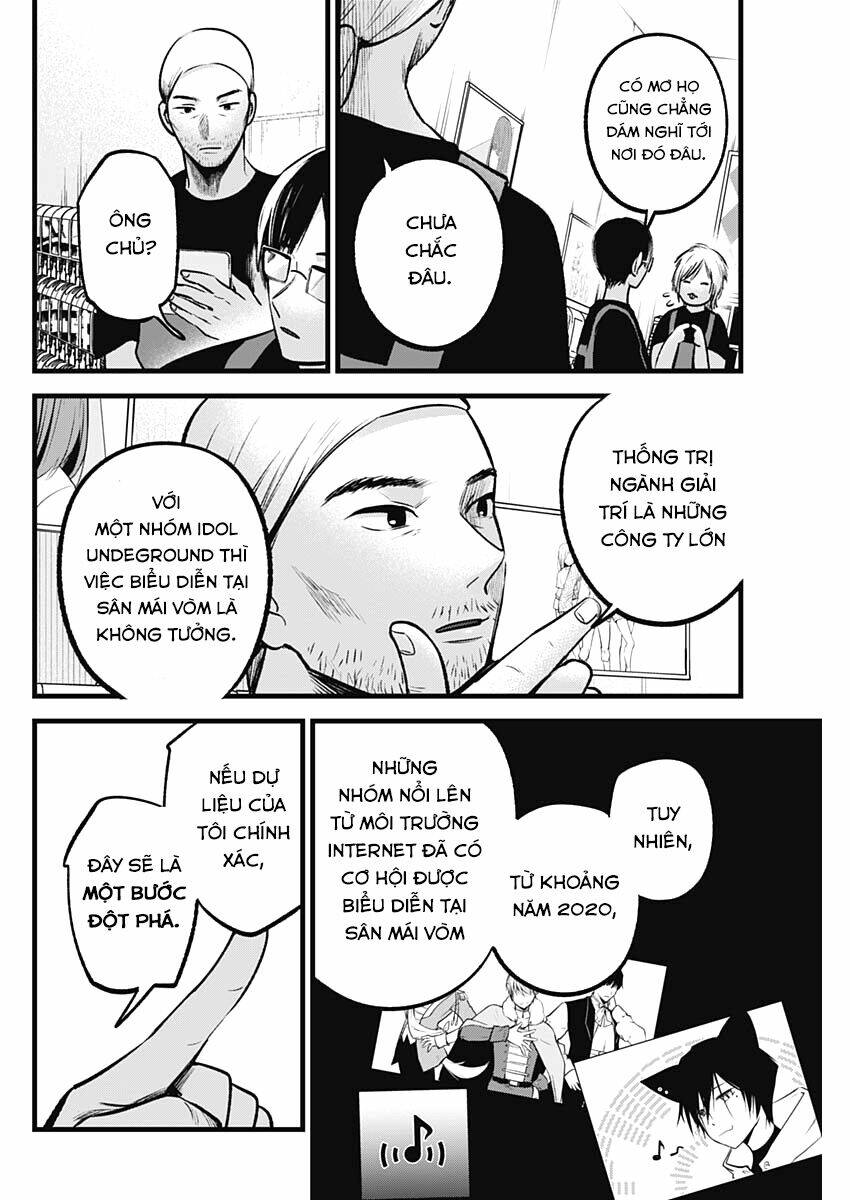 CÓ MƠ HỌ
CŨNG CHẲNG
DÁM NGHĨ TỚI
NƠI ĐÓ ĐÂU.
CHƯA
CHẮC
ĐÂU.
ÔNG
CHỦ?
THỐNG TRỊ
NGÀNH GIẢI
TRÍ LÀ NHỮNG
CÔNG TY LỚN
VỚI
MỘT NHÓM IDOL
UNDEGROUND THÌ
VIỆC BIỂU DIỄN TẠI
SÂN MÁI VÒM LÀ
KHÔNG TƯỞNG.
TUY
NHIÊN,
TỪ KHOẢNG
NĂM 2020,
NHỮNG
NHÓM NỔI LÊN
TỪ MÔI TRƯỜNG
INTERNET ĐÃ CÓ
CƠ HỘI ĐƯỢC
BIỂU DIỄN TẠI
SÂN MÁI VÒM
NẾU DỰ
LIỆU CỦA
TÔI CHÍNH
XÁC,
ĐÂY SẼ LÀ
MỘT BƯỚC
ĐỘT PHÁ.